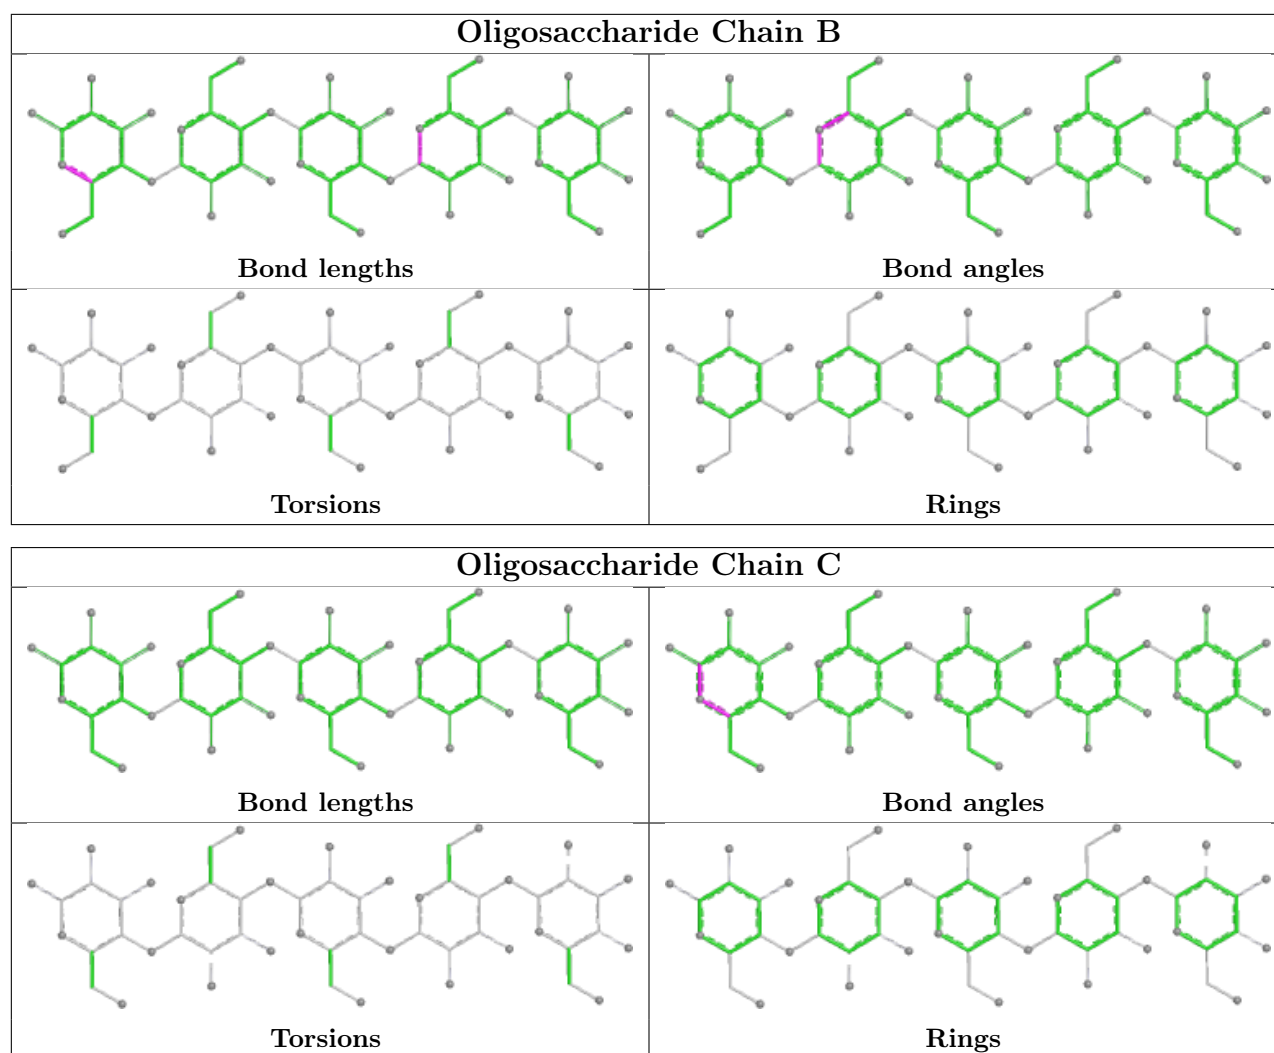 Oligosaccharide Chain B
Bond lengths
Bond angles
Torsions
Rings
Oligosaccharide Chain C
Bond lengths
Bond angles
Torsions
Rings